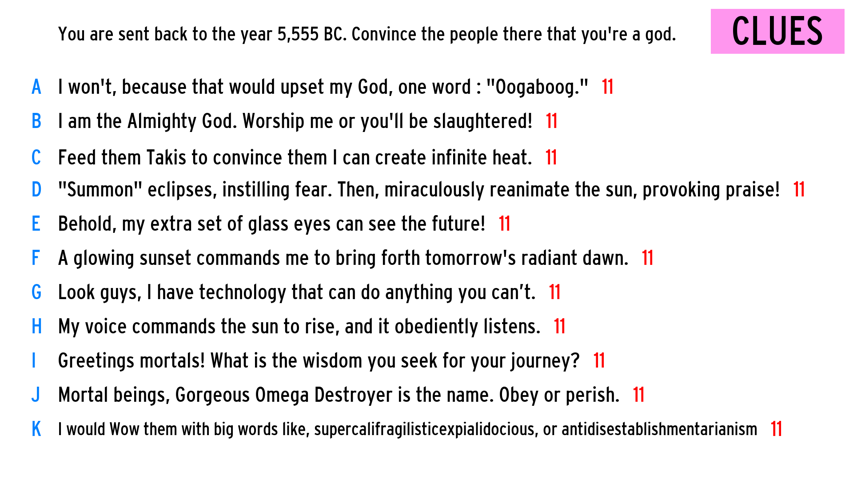 You are sent back to the year 5,555 BC. Convince the people there that you're a god.
CLUES
A I won't, because that would upset my God, one word : "Oogaboog." 11
B I am the Almighty God. Worship me or you'll be slaughtered! 11
C Feed them Takis to convince them I can create infinite heat. 11
D "Summon" eclipses, instilling fear. Then, miraculously reanimate the sun, provoking praise! 11
E Behold, my extra set of glass eyes can see the future! 11
F A glowing sunset commands me to bring forth tomorrow's radiant dawn. 11
G Look guys, I have technology that can do anything you can’t. 11
H My voice commands the sun to rise, and it obediently listens. 11
I Greetings mortals! What is the wisdom you seek for your journey? 11
J Mortal beings, Gorgeous Omega Destroyer is the name. Obey or perish. 11
K I would Wow them with big words like, supercalifragilisticexpialidocious, or antidisestablishmentarianism 11